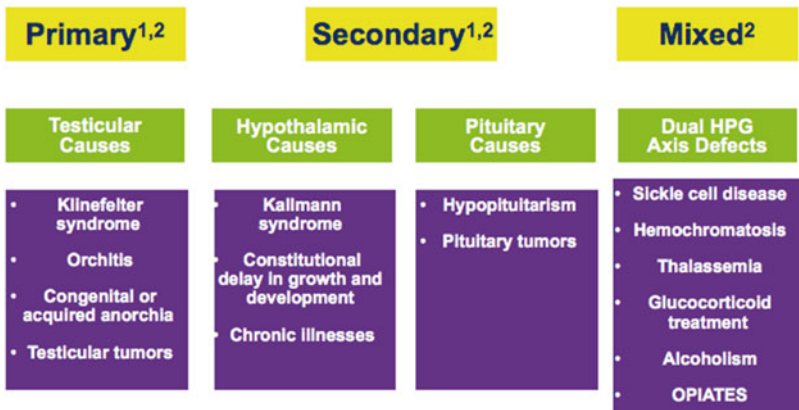 Primary1,2
Secondary1,2
Mixed2
Testicular
Causes
Hypothalamic
Causes
Pituitary
Causes
Dual HPG
Axis Defects
• Klinefelter
syndrome
• Orchitis
• Congenital or
acquired anorchia
• Testicular tumors
• Kallmann
syndrome
• Constitutional
delay in growth and
development
• Chronic illnesses
• Hypopituitarism
• Pituitary tumors
• Sickle cell disease
• Hemochromatosis
• Thalassemia
• Glucocorticoid
treatment
• Alcoholism
• OPIATES